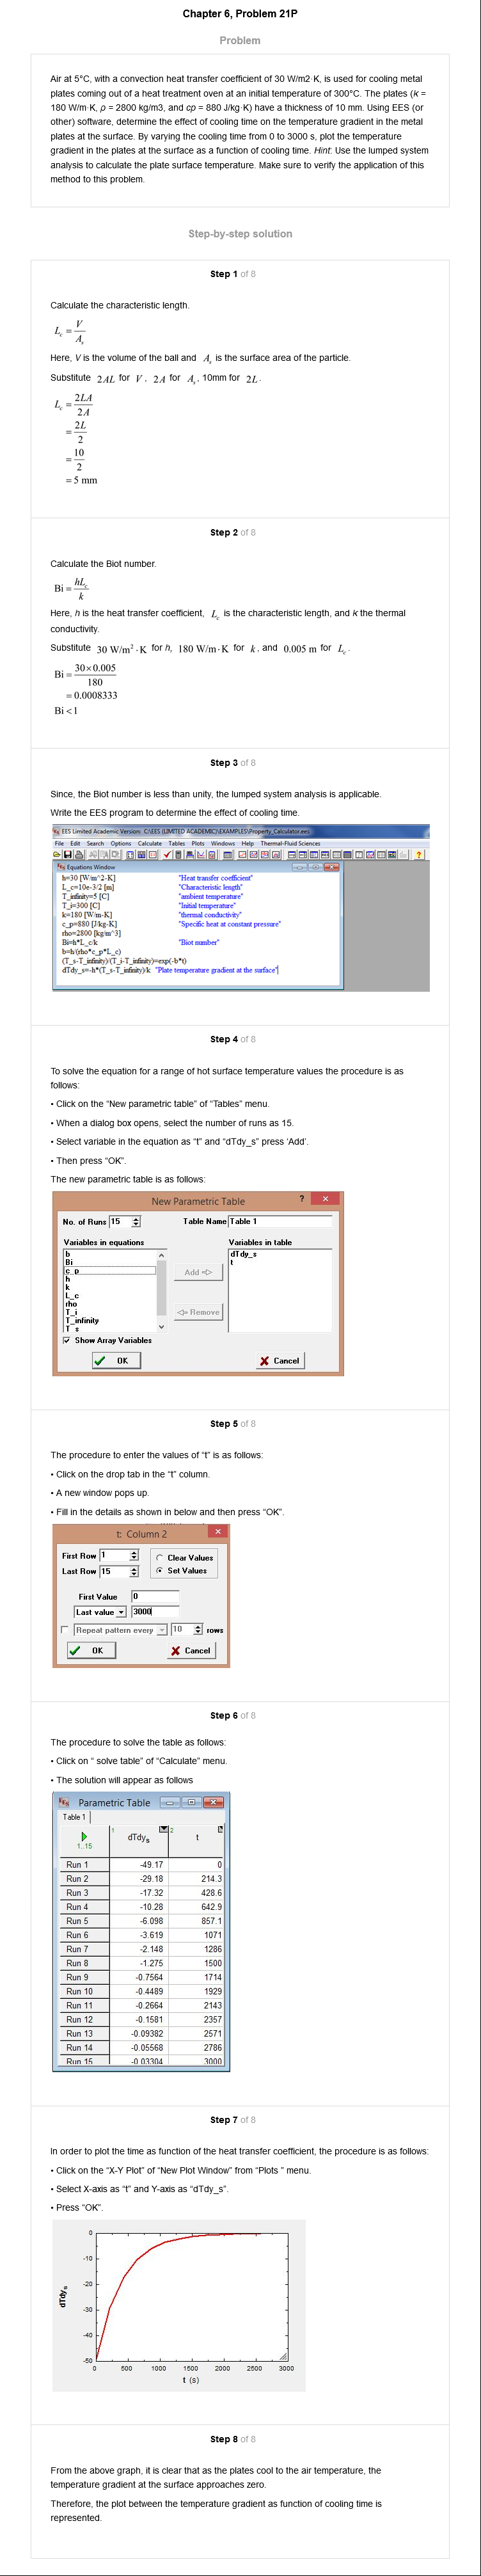 Chapter 6, Problem 21P
Problem
Air at 5°C, with a convection heat transfer coefficient of 30 W/m2·K, is used for cooling metal
plates coming out of a heat treatment oven at an initial temperature of 300°C. The plates (k =
180 W/m·K, ρ = 2800 kg/m3, and cp = 880 J/kg·K) have a thickness of 10 mm. Using EES (or
other) software, determine the effect of cooling time on the temperature gradient in the metal
plates at the surface. By varying the cooling time from 0 to 3000 s, plot the temperature
gradient in the plates at the surface as a function of cooling time. Hint: Use the lumped system
analysis to calculate the plate surface temperature. Make sure to verify the application of this
method to this problem.
Step-by-step solution
Step 1 of 8
Calculate the characteristic length.
L_c = V/A_s
Here, V is the volume of the ball and A_s is the surface area of the particle.
Substitute 2AL for V, 2A for A_s, 10mm for 2L.
L_c = 2LA/2A
= 2L/2
= 10/2
= 5 mm
Step 2 of 8
Calculate the Biot number.
Bi = hL_c/k
Here, h is the heat transfer coefficient, L_c is the characteristic length, and k the thermal
conductivity.
Substitute 30 W/m²·K for h, 180 W/m·K for k, and 0.005 m for L_c.
Bi = 30×0.005/180
= 0.0008333
Bi < 1
Step 3 of 8
Since, the Biot number is less than unity, the lumped system analysis is applicable.
Write the EES program to determine the effect of cooling time.
EES Limited Academic Version: C:\EES (LIMITED ACADEMIC)\EXAMPLES\Property_Calculator.ees
File Edit Search Options Calculate Tables Plots Windows Help Thermal-Fluid Sciences
Equations Window
h=30 [W/m^2-K] "Heat transfer coefficient"
L_c=10e-3/2 [m] "Characteristic length"
T_infinity=5 [C] "ambient temperature"
T_i=300 [C] "Initial temperature"
k=180 [W/m-K] "thermal conductivity"
c_p=880 [J/kg-K] "Specific heat at constant pressure"
rho=2800 [kg/m^3]
Bi=h*L_c/k "Biot number"
b=h/(rho*c_p*L_c)
(T_s-T_infinity)/(T_i-T_infinity)=exp(-b*t)
dTdy_s=-h*(T_s-T_infinity)/k "Plate temperature gradient at the surface"
Step 4 of 8
To solve the equation for a range of hot surface temperature values the procedure is as
follows:
• Click on the “New parametric table” of “Tables” menu.
• When a dialog box opens, select the number of runs as 15.
• Select variable in the equation as “t” and “dTdy_s” press ‘Add’.
• Then press “OK”.
The new parametric table is as follows:
New Parametric Table ? x
No. of Runs 15 Table Name Table 1
Variables in equations Variables in table
b dTdy_s
Bi t
c_p
h
k
L_c
rho
T_i
T_infinity
T_s
Add
Remove
Show Array Variables
OK Cancel
Step 5 of 8
The procedure to enter the values of “t” is as follows:
• Click on the drop tab in the “t” column.
• A new window pops up.
• Fill in the details as shown in below and then press “OK”.
t: Column 2 x
First Row 1 Clear Values
Last Row 15 Set Values
First Value 0
Last value 3000
Repeat pattern every 10 rows
OK Cancel
Step 6 of 8
The procedure to solve the table as follows:
• Click on “ solve table” of “Calculate” menu.
• The solution will appear as follows
Parametric Table
Table 1
1..15 1 dTdy_s 2 t
Run 1 -49.17 0
Run 2 -29.18 214.3
Run 3 -17.32 428.6
Run 4 -10.28 642.9
Run 5 -6.098 857.1
Run 6 -3.619 1071
Run 7 -2.148 1286
Run 8 -1.275 1500
Run 9 -0.7564 1714
Run 10 -0.4489 1929
Run 11 -0.2664 2143
Run 12 -0.1581 2357
Run 13 -0.09382 2571
Run 14 -0.05568 2786
Run 15 -0.03304 3000
Step 7 of 8
In order to plot the time as function of the heat transfer coefficient, the procedure is as follows:
• Click on the “X-Y Plot” of “New Plot Window” from “Plots ” menu.
• Select X-axis as “t” and Y-axis as “dTdy_s”.
• Press “OK”.
0
-10
-20
-30
-40
-50
dTdy_s
0 500 1000 1500 2000 2500 3000
t (s)
Step 8 of 8
From the above graph, it is clear that as the plates cool to the air temperature, the
temperature gradient at the surface approaches zero.
Therefore, the plot between the temperature gradient as function of cooling time is
represented.